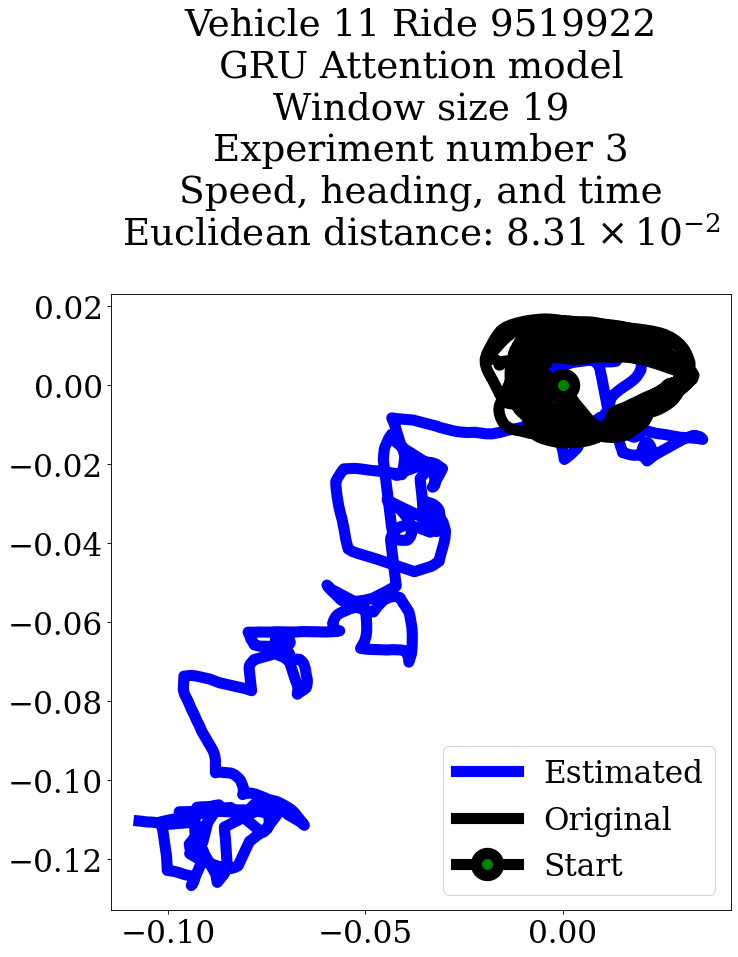 Vehicle 11 Ride 9519922
GRU Attention model
Window size 19
Experiment number 3
Speed, heading, and time
Euclidean distance: 8.31 × 10⁻²
0.02
0.00
−0.02
−0.04
−0.06
−0.08
−0.10
−0.12
−0.10 −0.05 0.00
Estimated
Original
Start